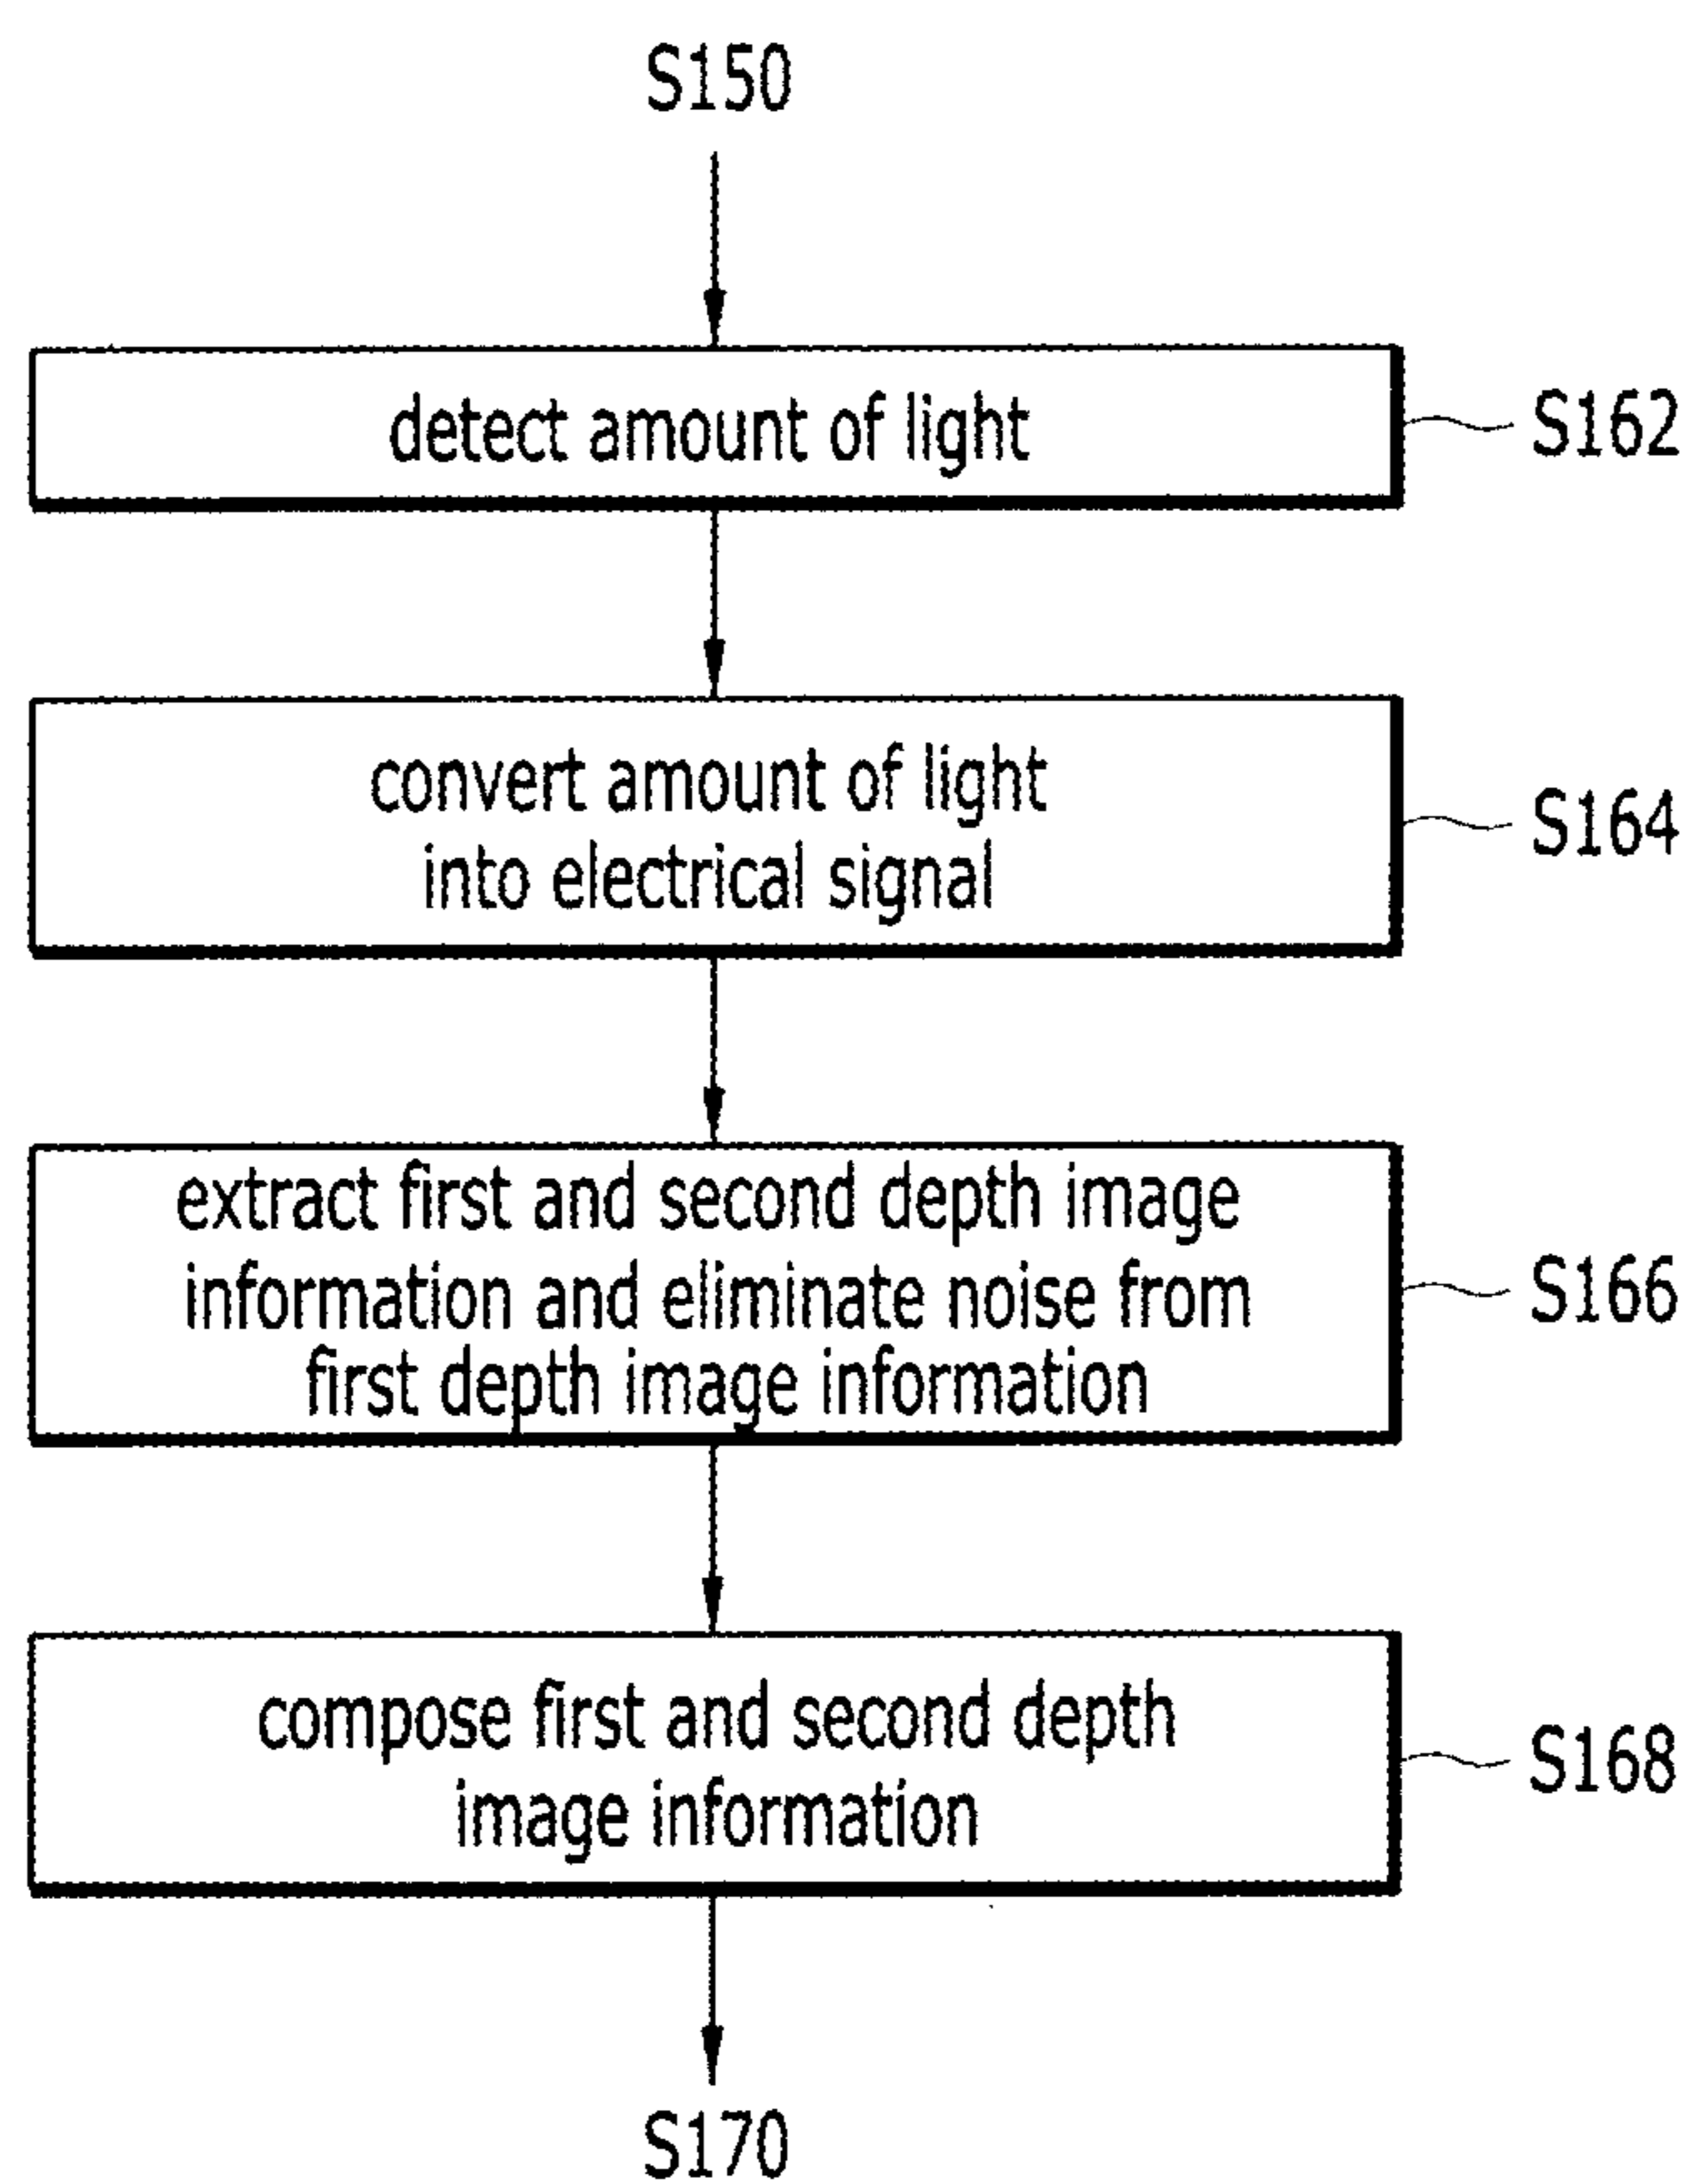 S150
detect amount of light
S162
convert amount of light
into electrical signal
S164
extract first and second depth image
information and eliminate noise from
first depth image information
S166
compose first and second depth
image information
S168
S170